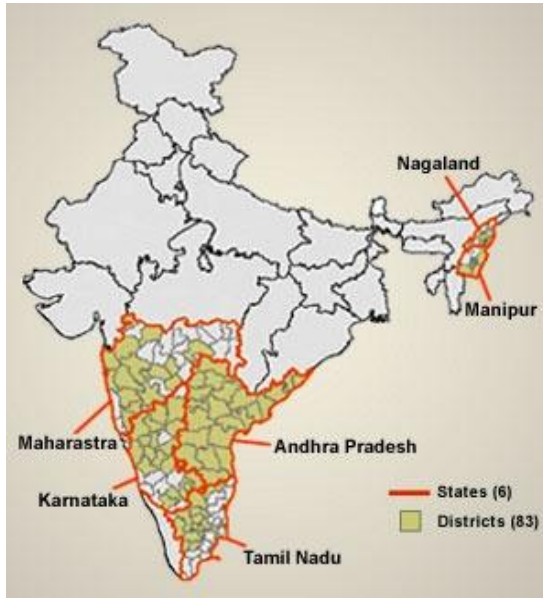 Nagaland
Manipur
Maharastra
Andhra Pradesh
Karnataka
States (6)
Districts (83)
Tamil Nadu